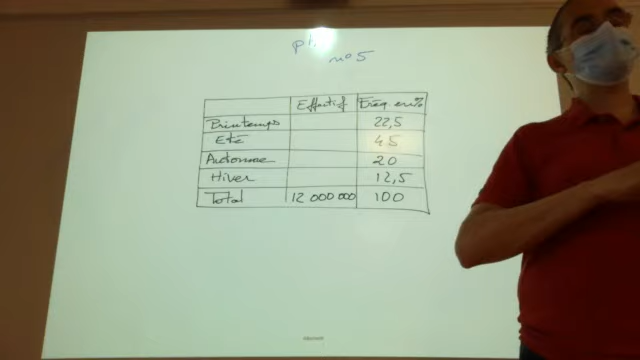 n°5
Effectif Fréq en %
Printemps 22,5
Eté 45
Automne 20
Hiver 12,5
Total 12 000 000 100